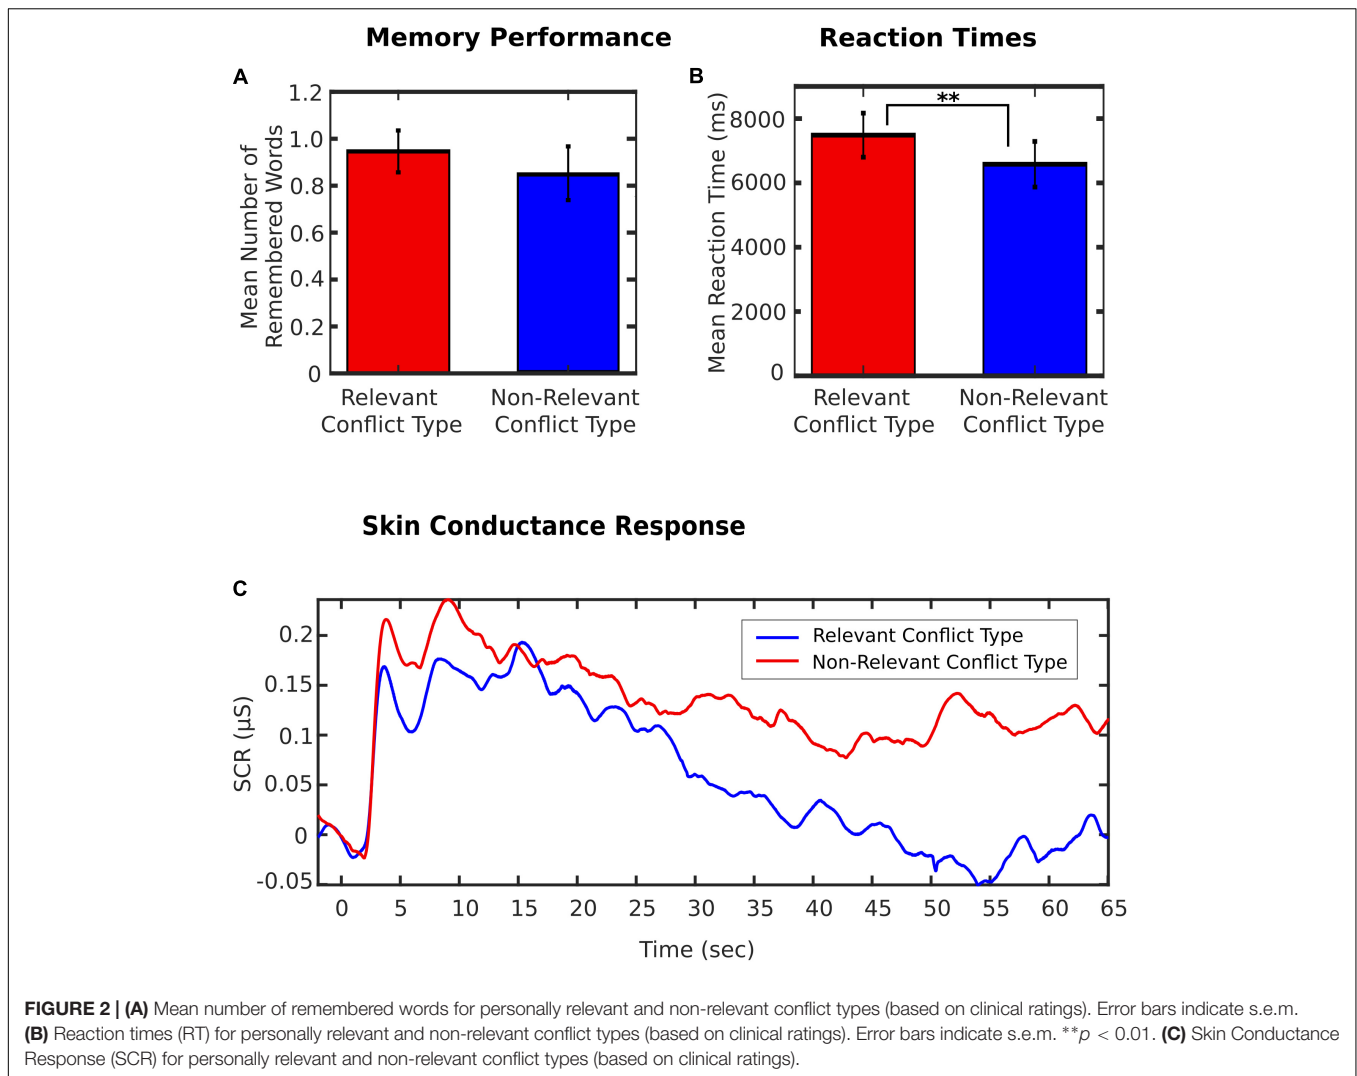 Memory Performance
Reaction Times
A
B
1.2
1.0
0.8
0.6
0.4
0.2
0
Mean Number of
Remembered Words
Relevant
Conflict Type
Non-Relevant
Conflict Type
**
8000
6000
4000
2000
0
Mean Reaction Time (ms)
Relevant
Conflict Type
Non-Relevant
Conflict Type
Skin Conductance Response
C
0.2
0.15
0.1
0.05
0
-0.05
SCR (μS)
Relevant Conflict Type
Non-Relevant Conflict Type
0 5 10 15 20 25 30 35 40 45 50 55 60 65
Time (sec)
FIGURE 2 | (A) Mean number of remembered words for personally relevant and non-relevant conflict types (based on clinical ratings). Error bars indicate s.e.m.
(B) Reaction times (RT) for personally relevant and non-relevant conflict types (based on clinical ratings). Error bars indicate s.e.m. **p < 0.01. (C) Skin Conductance
Response (SCR) for personally relevant and non-relevant conflict types (based on clinical ratings).